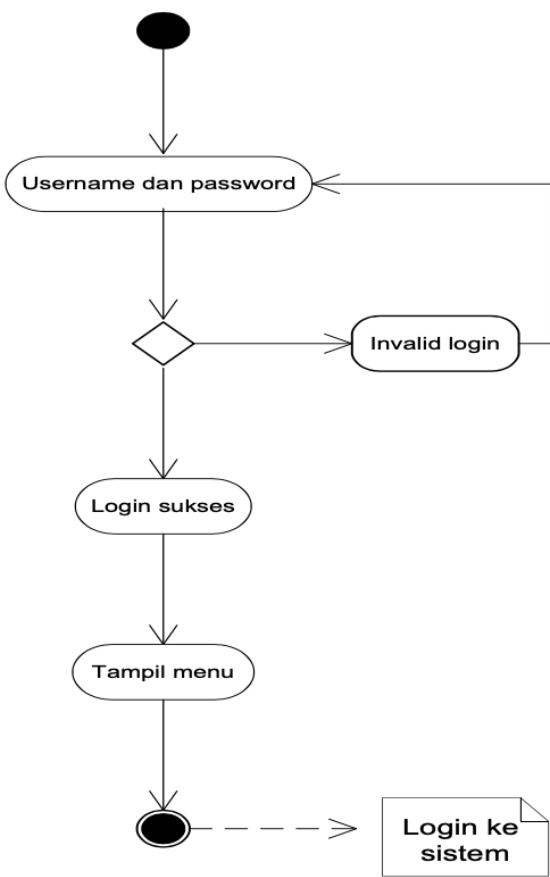 Username dan password
Invalid login
Login sukses
Tampil menu
Login ke
sistem